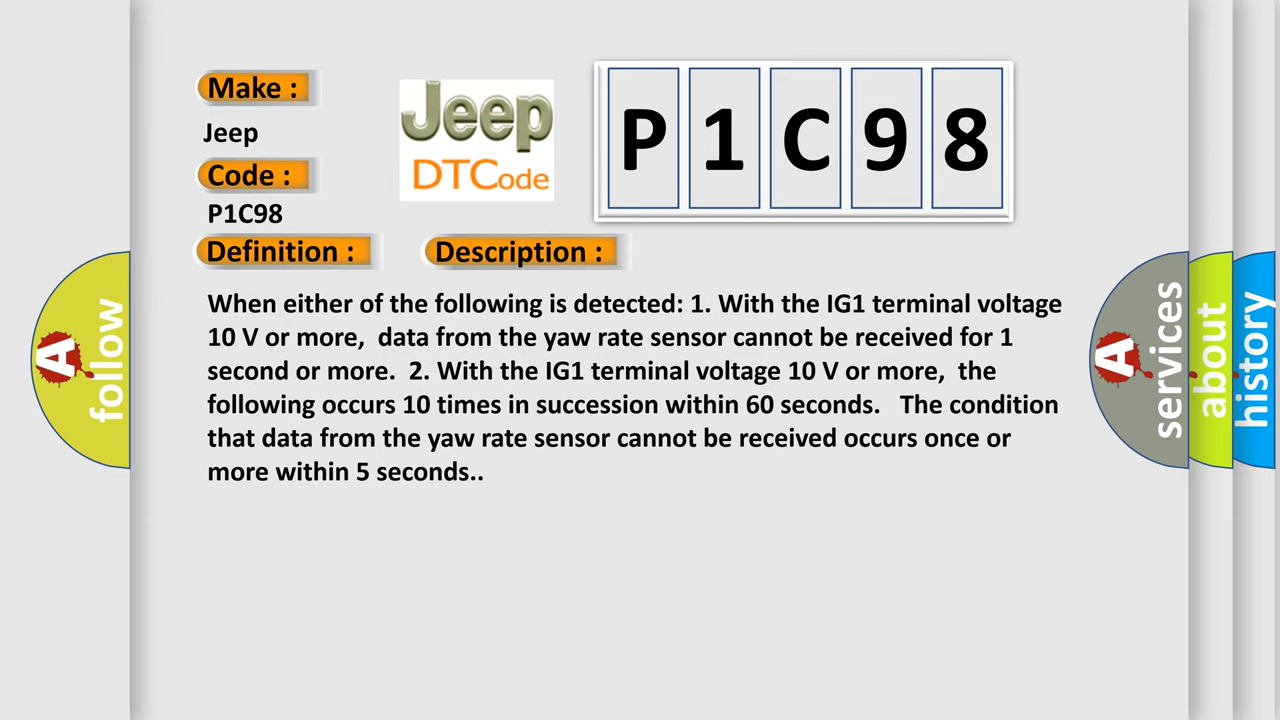 Make :
Jeep
Code :
P1C98
Definition :
Description :
Jeep
DTCode
P 1 C 9 8
When either of the following is detected: 1. With the IG1 terminal voltage
10 V or more,  data from the yaw rate sensor cannot be received for 1
second or more.  2. With the IG1 terminal voltage 10 V or more,  the
following occurs 10 times in succession within 60 seconds.   The condition
that data from the yaw rate sensor cannot be received occurs once or
more within 5 seconds..
A
follow
A
services
about
history